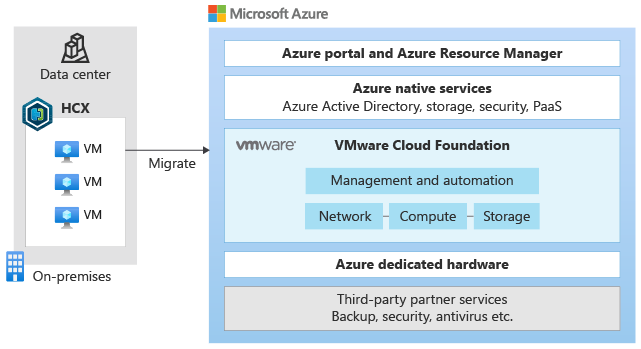 Microsoft Azure
Data center
HCX
VM
VM
VM
On-premises
Migrate
Azure portal and Azure Resource Manager
Azure native services
Azure Active Directory, storage, security, PaaS
vmware®
VMware Cloud Foundation
Management and automation
Network
Compute
Storage
Azure dedicated hardware
Third-party partner services
Backup, security, antivirus etc.